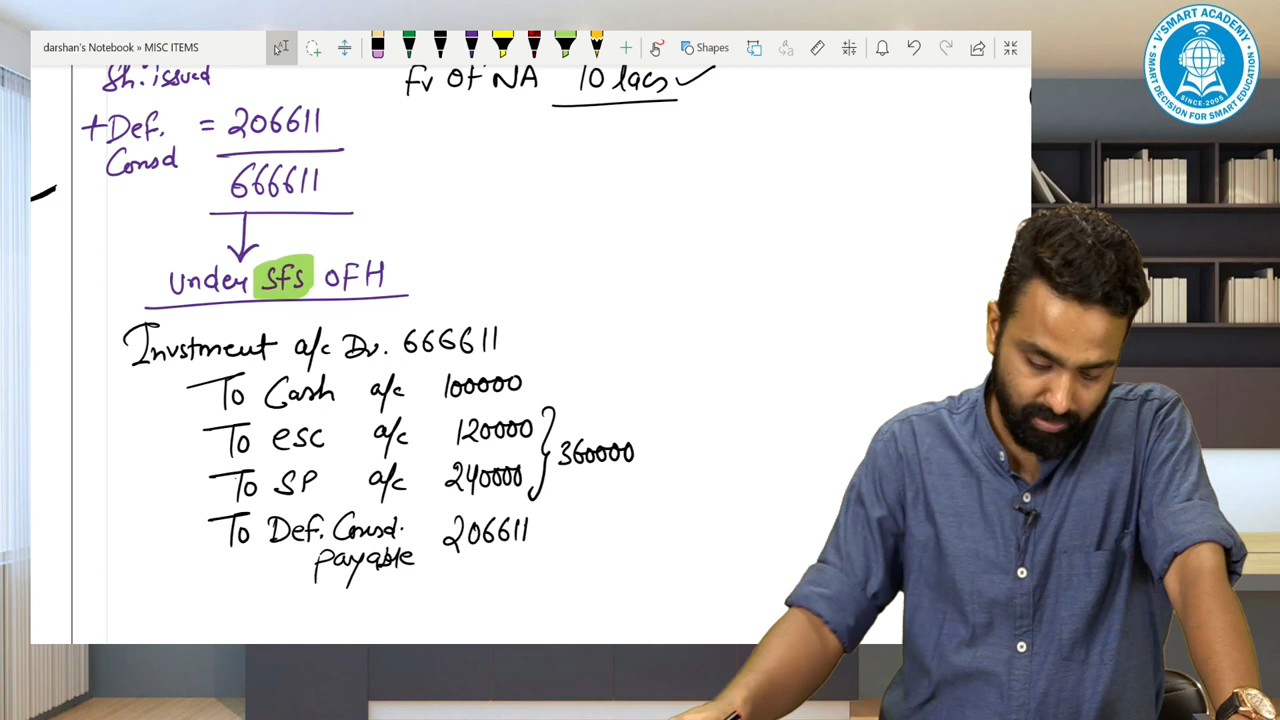 darshan's Notebook » MISC ITEMS
Shapes
Sh. issued
FV OF NA 10 lacs
+ Def. Consd = 206611
666611
under SFS OF H
Invstment a/c Dr. 666611
To Cash a/c 100000
To esc a/c 120000
To SP a/c 240000
360000
To Def. Consd. payable 206611
V'SMART ACADEMY
SINCE-2005
SMART DECISION FOR SMART EDUCATION